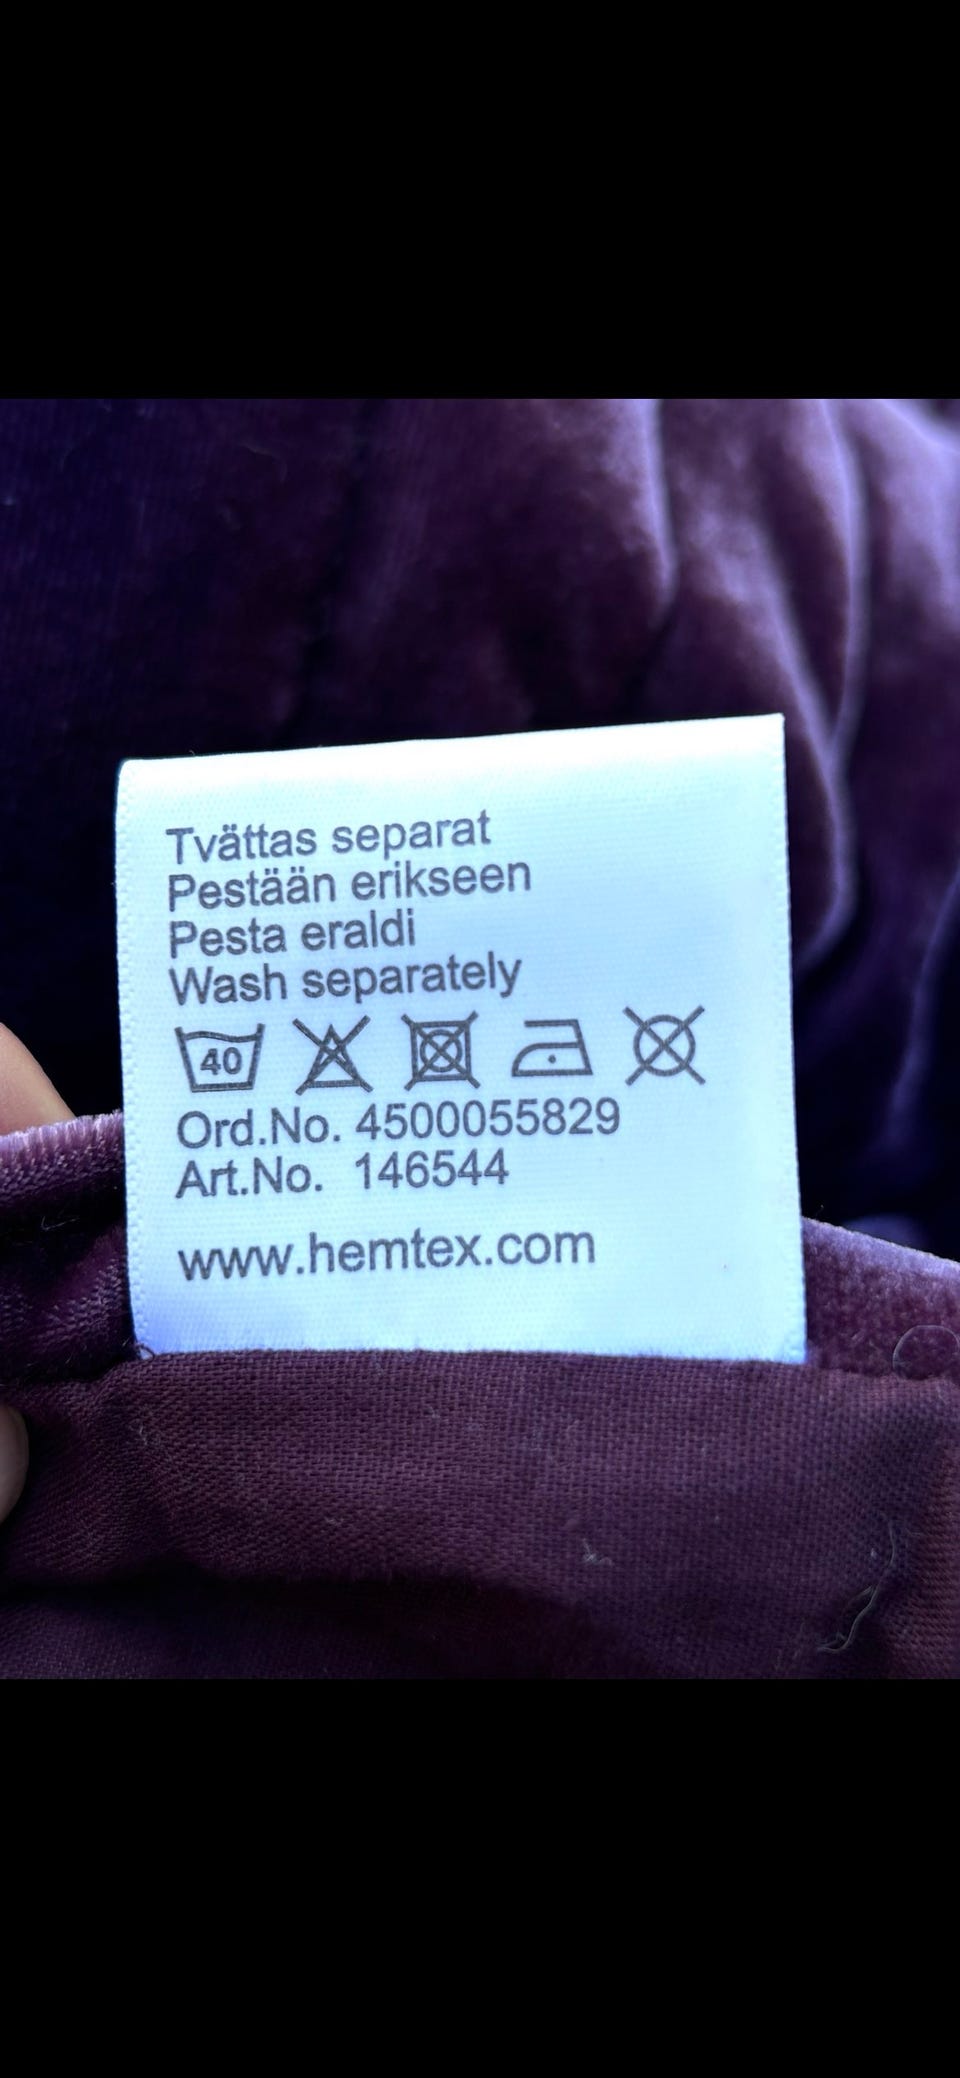 Tvättas separat
Pestään erikseen
Pesta eraldi
Wash separately
40
Ord.No. 4500055829
Art.No. 146544
www.hemtex.com